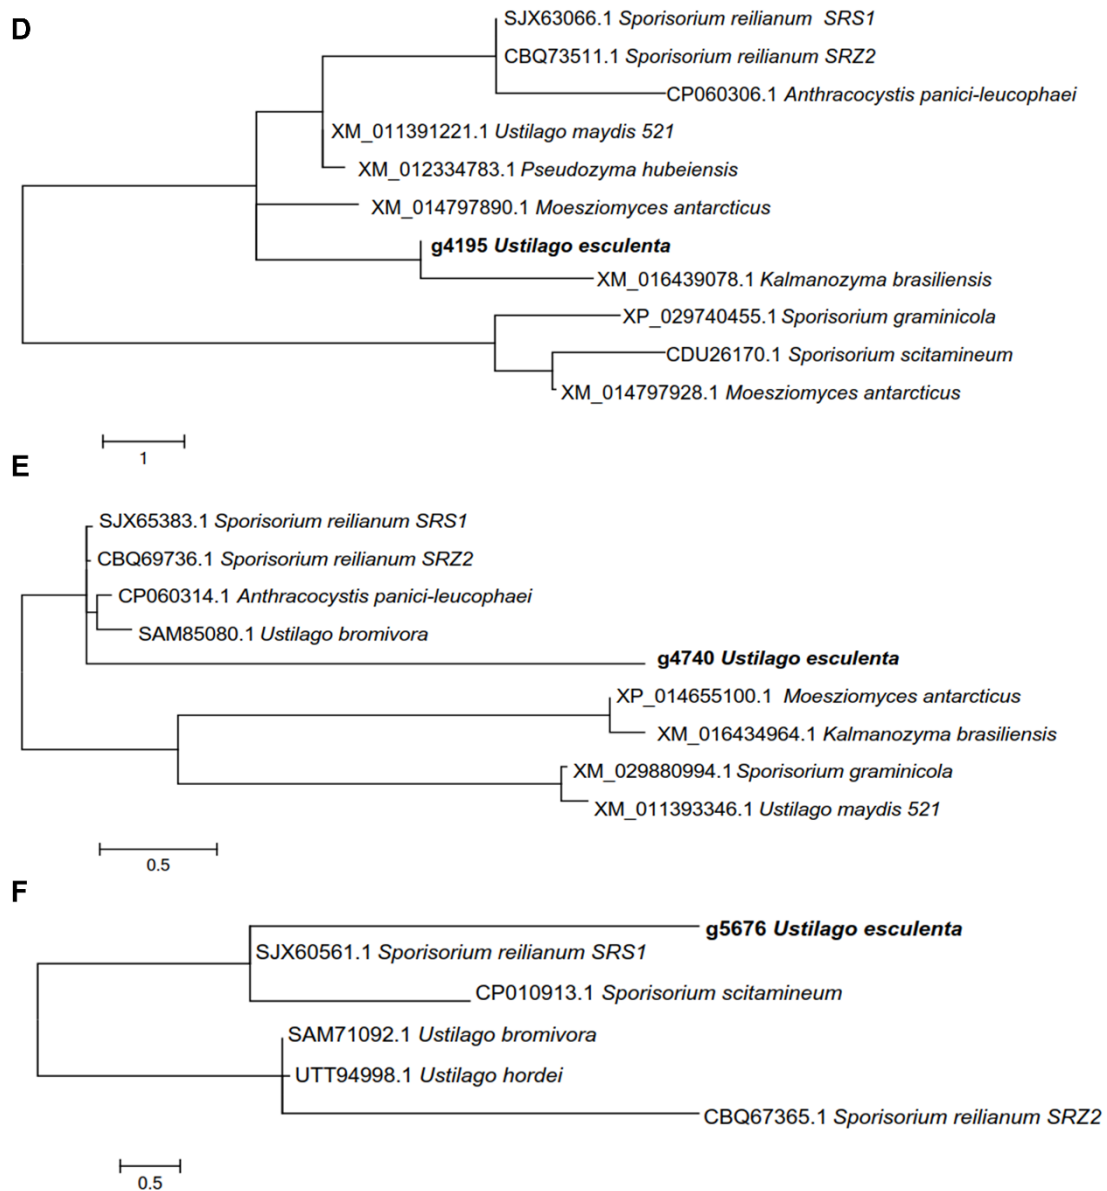 D
SJX63066.1 Sporisorium reilianum SRS1
CBQ73511.1 Sporisorium reilianum SRZ2
CP060306.1 Anthracocystis panici-leucophaei
XM_011391221.1 Ustilago maydis 521
XM_012334783.1 Pseudozyma hubeiensis
XM_014797890.1 Moesziomyces antarcticus
g4195 Ustilago esculenta
XM_016439078.1 Kalmanozyma brasiliensis
XP_029740455.1 Sporisorium graminicola
CDU26170.1 Sporisorium scitamineum
XM_014797928.1 Moesziomyces antarcticus
1
E
SJX65383.1 Sporisorium reilianum SRS1
CBQ69736.1 Sporisorium reilianum SRZ2
CP060314.1 Anthracocystis panici-leucophaei
SAM85080.1 Ustilago bromivora
g4740 Ustilago esculenta
XP_014655100.1 Moesziomyces antarcticus
XM_016434964.1 Kalmanozyma brasiliensis
XM_029880994.1 Sporisorium graminicola
XM_011393346.1 Ustilago maydis 521
0.5
F
g5676 Ustilago esculenta
SJX60561.1 Sporisorium reilianum SRS1
CP010913.1 Sporisorium scitamineum
SAM71092.1 Ustilago bromivora
UTT94998.1 Ustilago hordei
CBQ67365.1 Sporisorium reilianum SRZ2
0.5